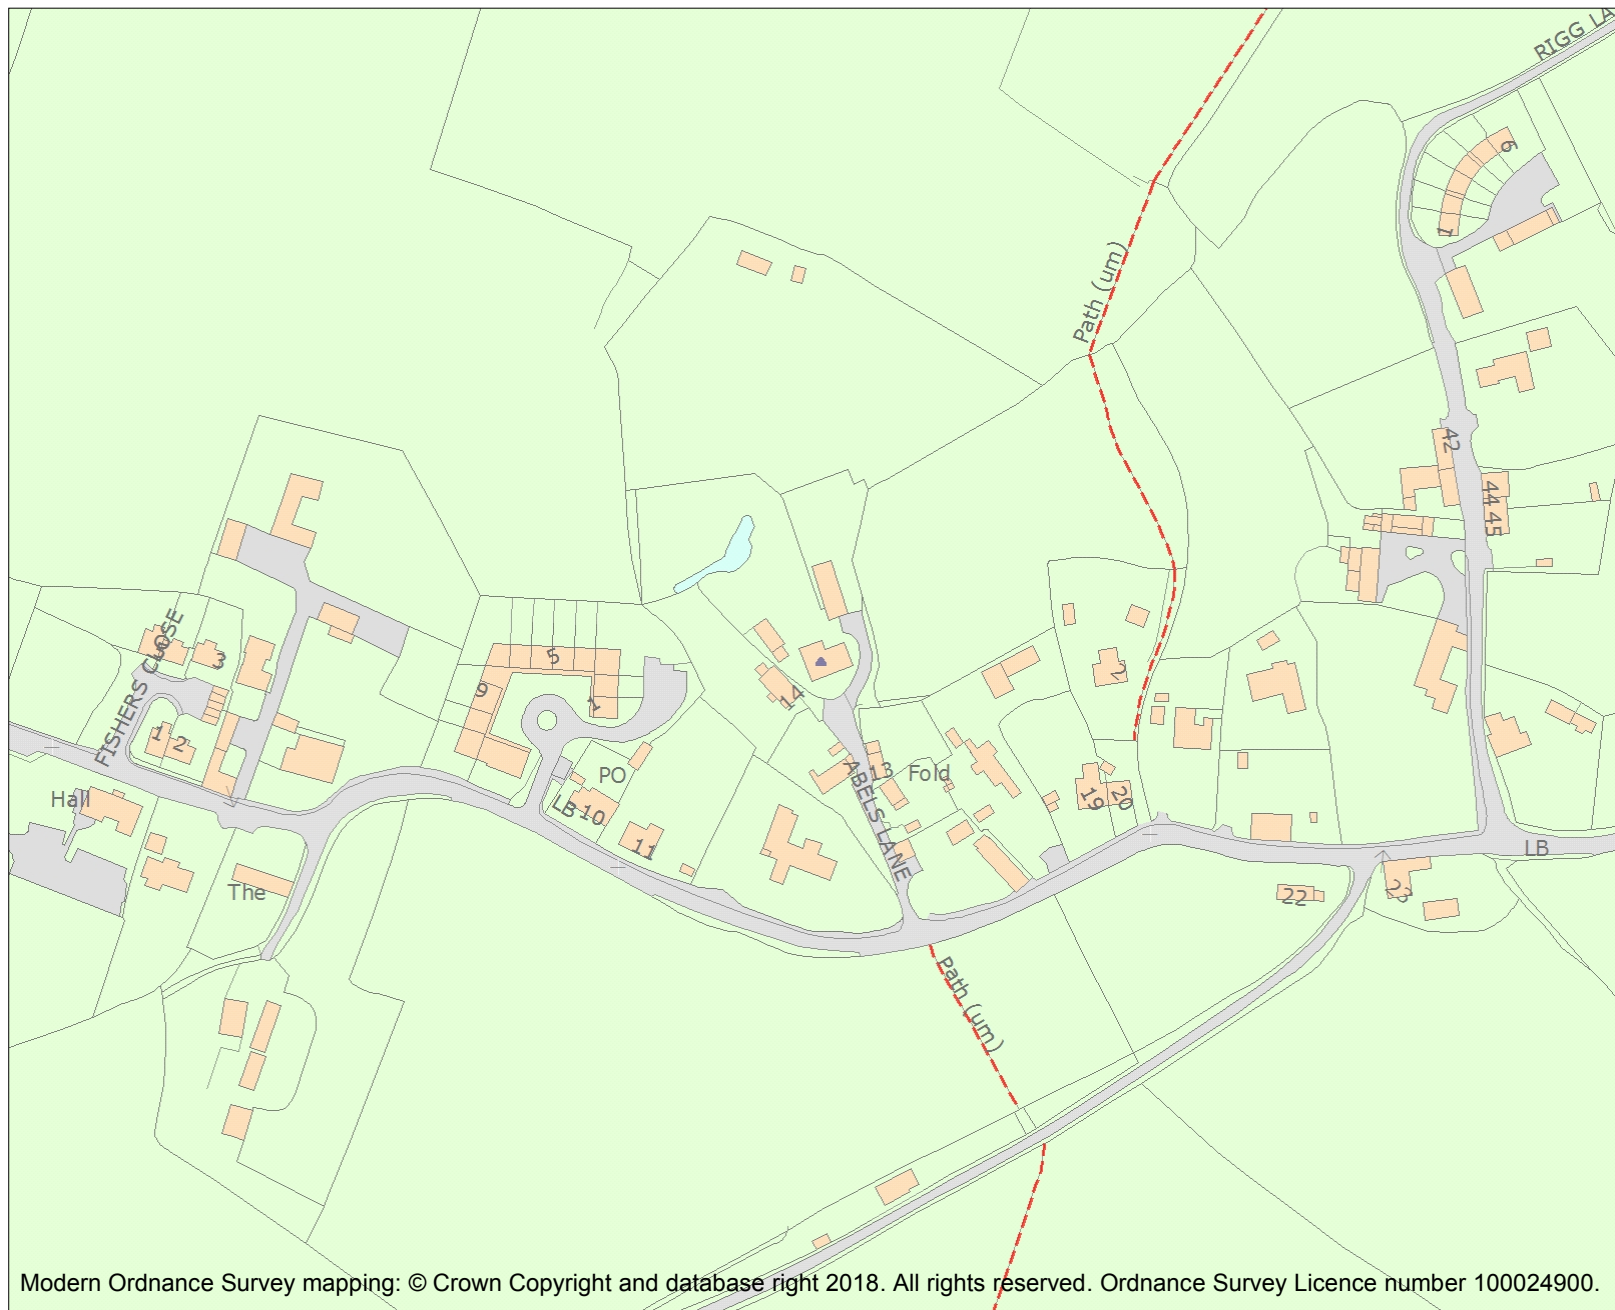 RIGG LA
6
1
Path (um)
42
44 45
FISHERS CLOSE
3
5
9
1
2
14
1 2
PO
13
Fold
Hall
LB 10
ABELS LANE
19
20
11
LB
The
22
23
Path (um)
Modern Ordnance Survey mapping: © Crown Copyright and database right 2018. All rights reserved. Ordnance Survey Licence number 100024900.